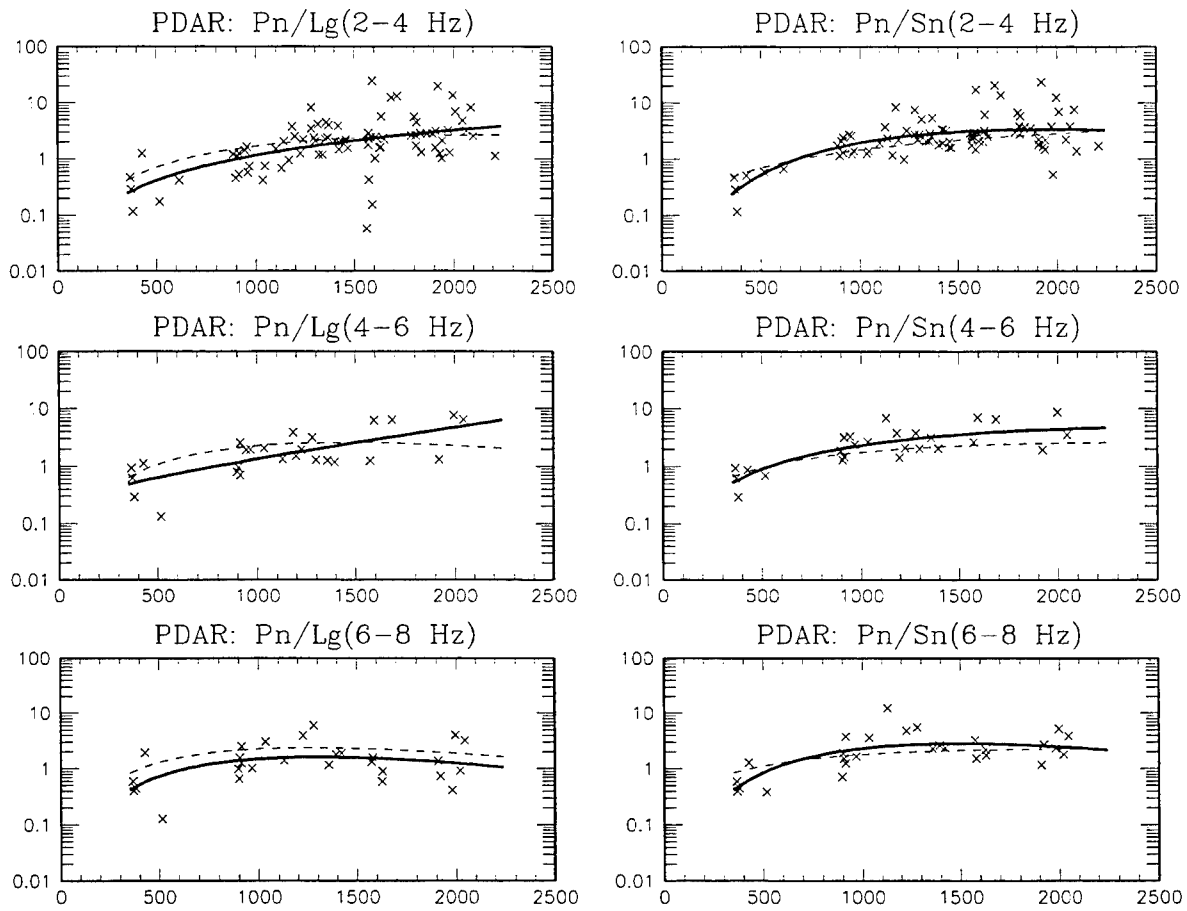 PDAR: Pn/Lg(2-4 Hz)
100
10
1
0.1
0.01
0 500 1000 1500 2000 2500
PDAR: Pn/Sn(2-4 Hz)
100
10
1
0.1
0.01
0 500 1000 1500 2000 2500
PDAR: Pn/Lg(4-6 Hz)
100
10
1
0.1
0.01
0 500 1000 1500 2000 2500
PDAR: Pn/Sn(4-6 Hz)
100
10
1
0.1
0.01
0 500 1000 1500 2000 2500
PDAR: Pn/Lg(6-8 Hz)
100
10
1
0.1
0.01
0 500 1000 1500 2000 2500
PDAR: Pn/Sn(6-8 Hz)
100
10
1
0.1
0.01
0 500 1000 1500 2000 2500